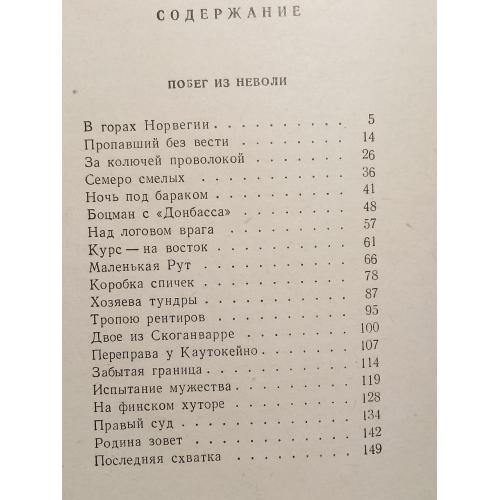 СОДЕРЖАНИЕ
ПОБЕГ ИЗ НЕВОЛИ
В горах Норвегии . . . . . . . . . . 5
Пропавший без вести . . . . . . . . 14
За колючей проволокой . . . . . . . 26
Семеро смелых . . . . . . . . . . . 36
Ночь под бараком . . . . . . . . . . 41
Боцман с «Донбасса» . . . . . . . . 48
Над логовом врага . . . . . . . . . 57
Курс — на восток . . . . . . . . . . 61
Маленькая Рут . . . . . . . . . . . 66
Коробка спичек . . . . . . . . . . . 78
Хозяева тундры . . . . . . . . . . . 87
Тропою рентиров . . . . . . . . . . 95
Двое из Скоганварре . . . . . . . . 100
Переправа у Каутокейно . . . . . . . 107
Забытая граница . . . . . . . . . . 114
Испытание мужества . . . . . . . . . 119
На финском хуторе . . . . . . . . . 128
Правый суд . . . . . . . . . . . . 134
Родина зовет . . . . . . . . . . . 142
Последняя схватка . . . . . . . . . 149